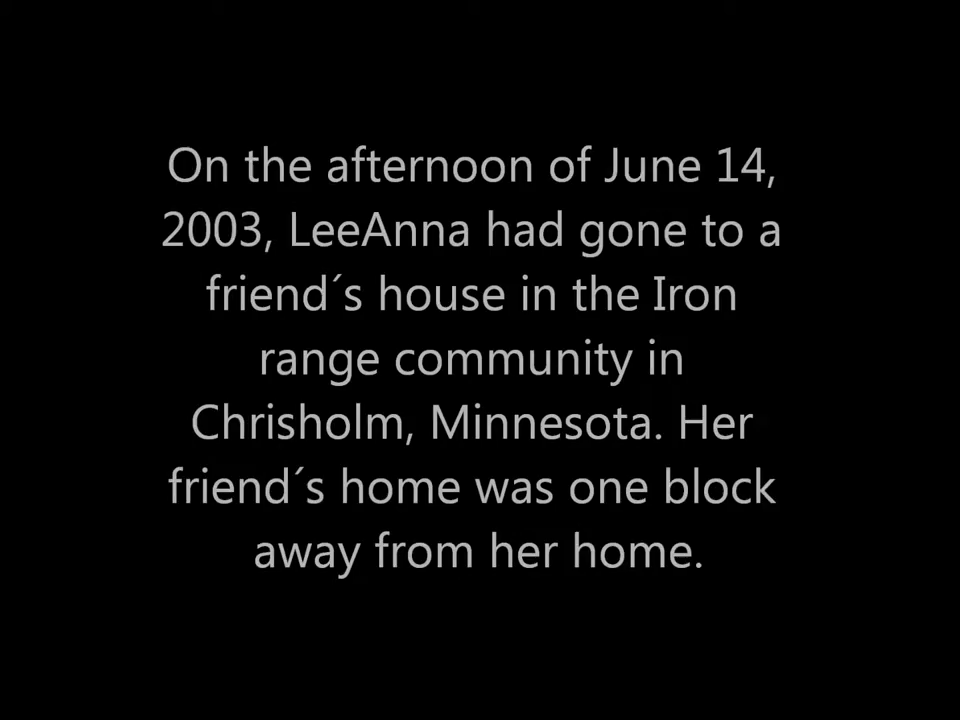 On the afternoon of June 14,
2003, LeeAnna had gone to a
friend´s house in the Iron
range community in
Chrisholm, Minnesota. Her
friend´s home was one block
away from her home.